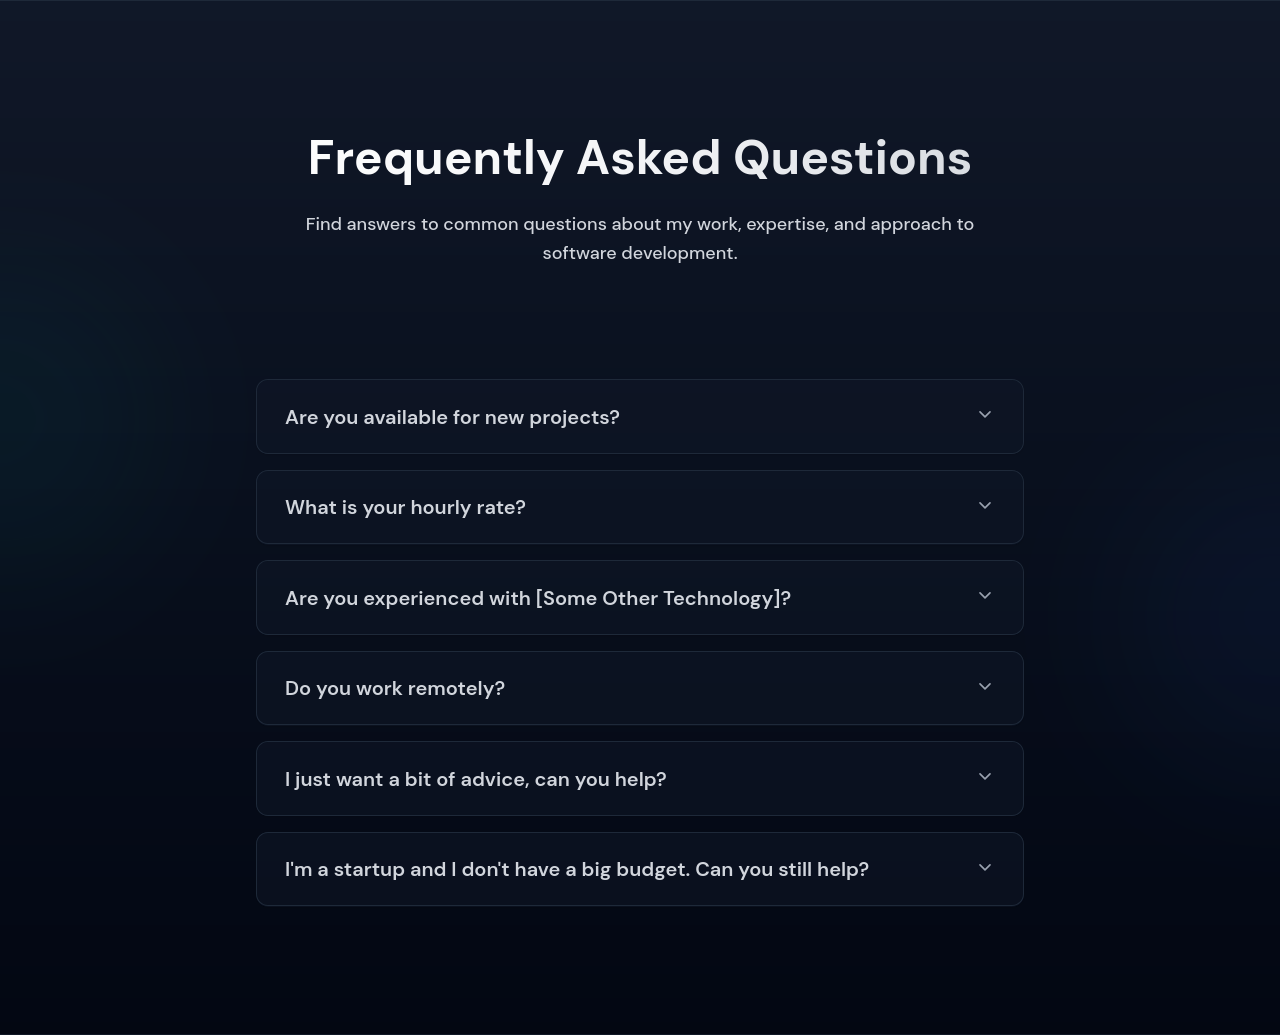 Frequently Asked Questions
Find answers to common questions about my work, expertise, and approach to
software development.
Are you available for new projects?
What is your hourly rate?
Are you experienced with [Some Other Technology]?
Do you work remotely?
I just want a bit of advice, can you help?
I'm a startup and I don't have a big budget. Can you still help?